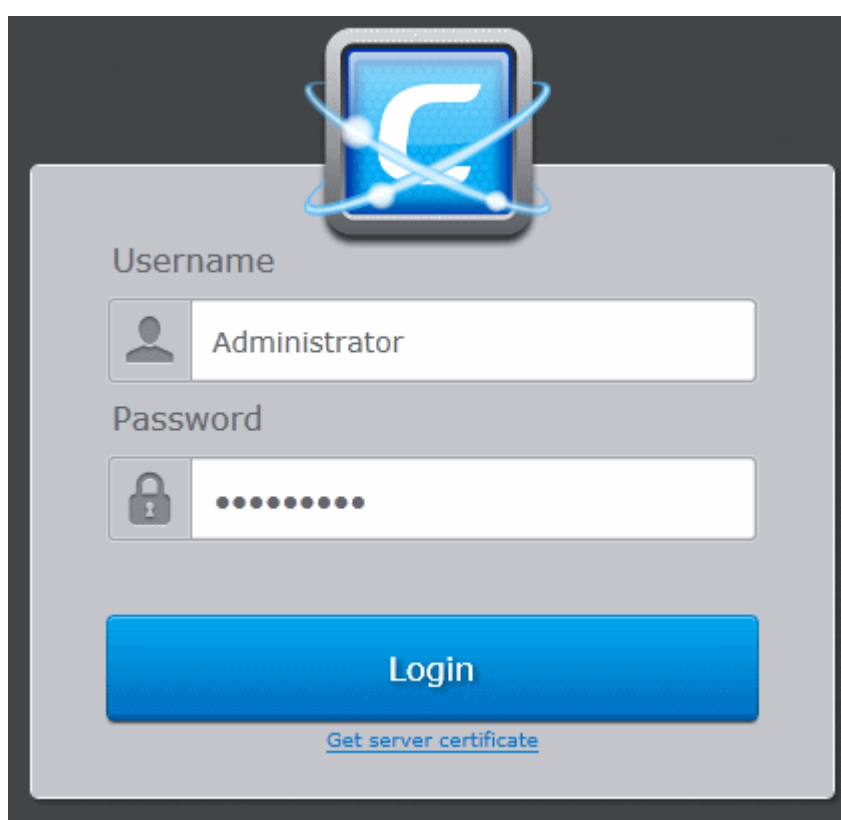 C
Username
Administrator
Password
•••••••••
Login
Get server certificate